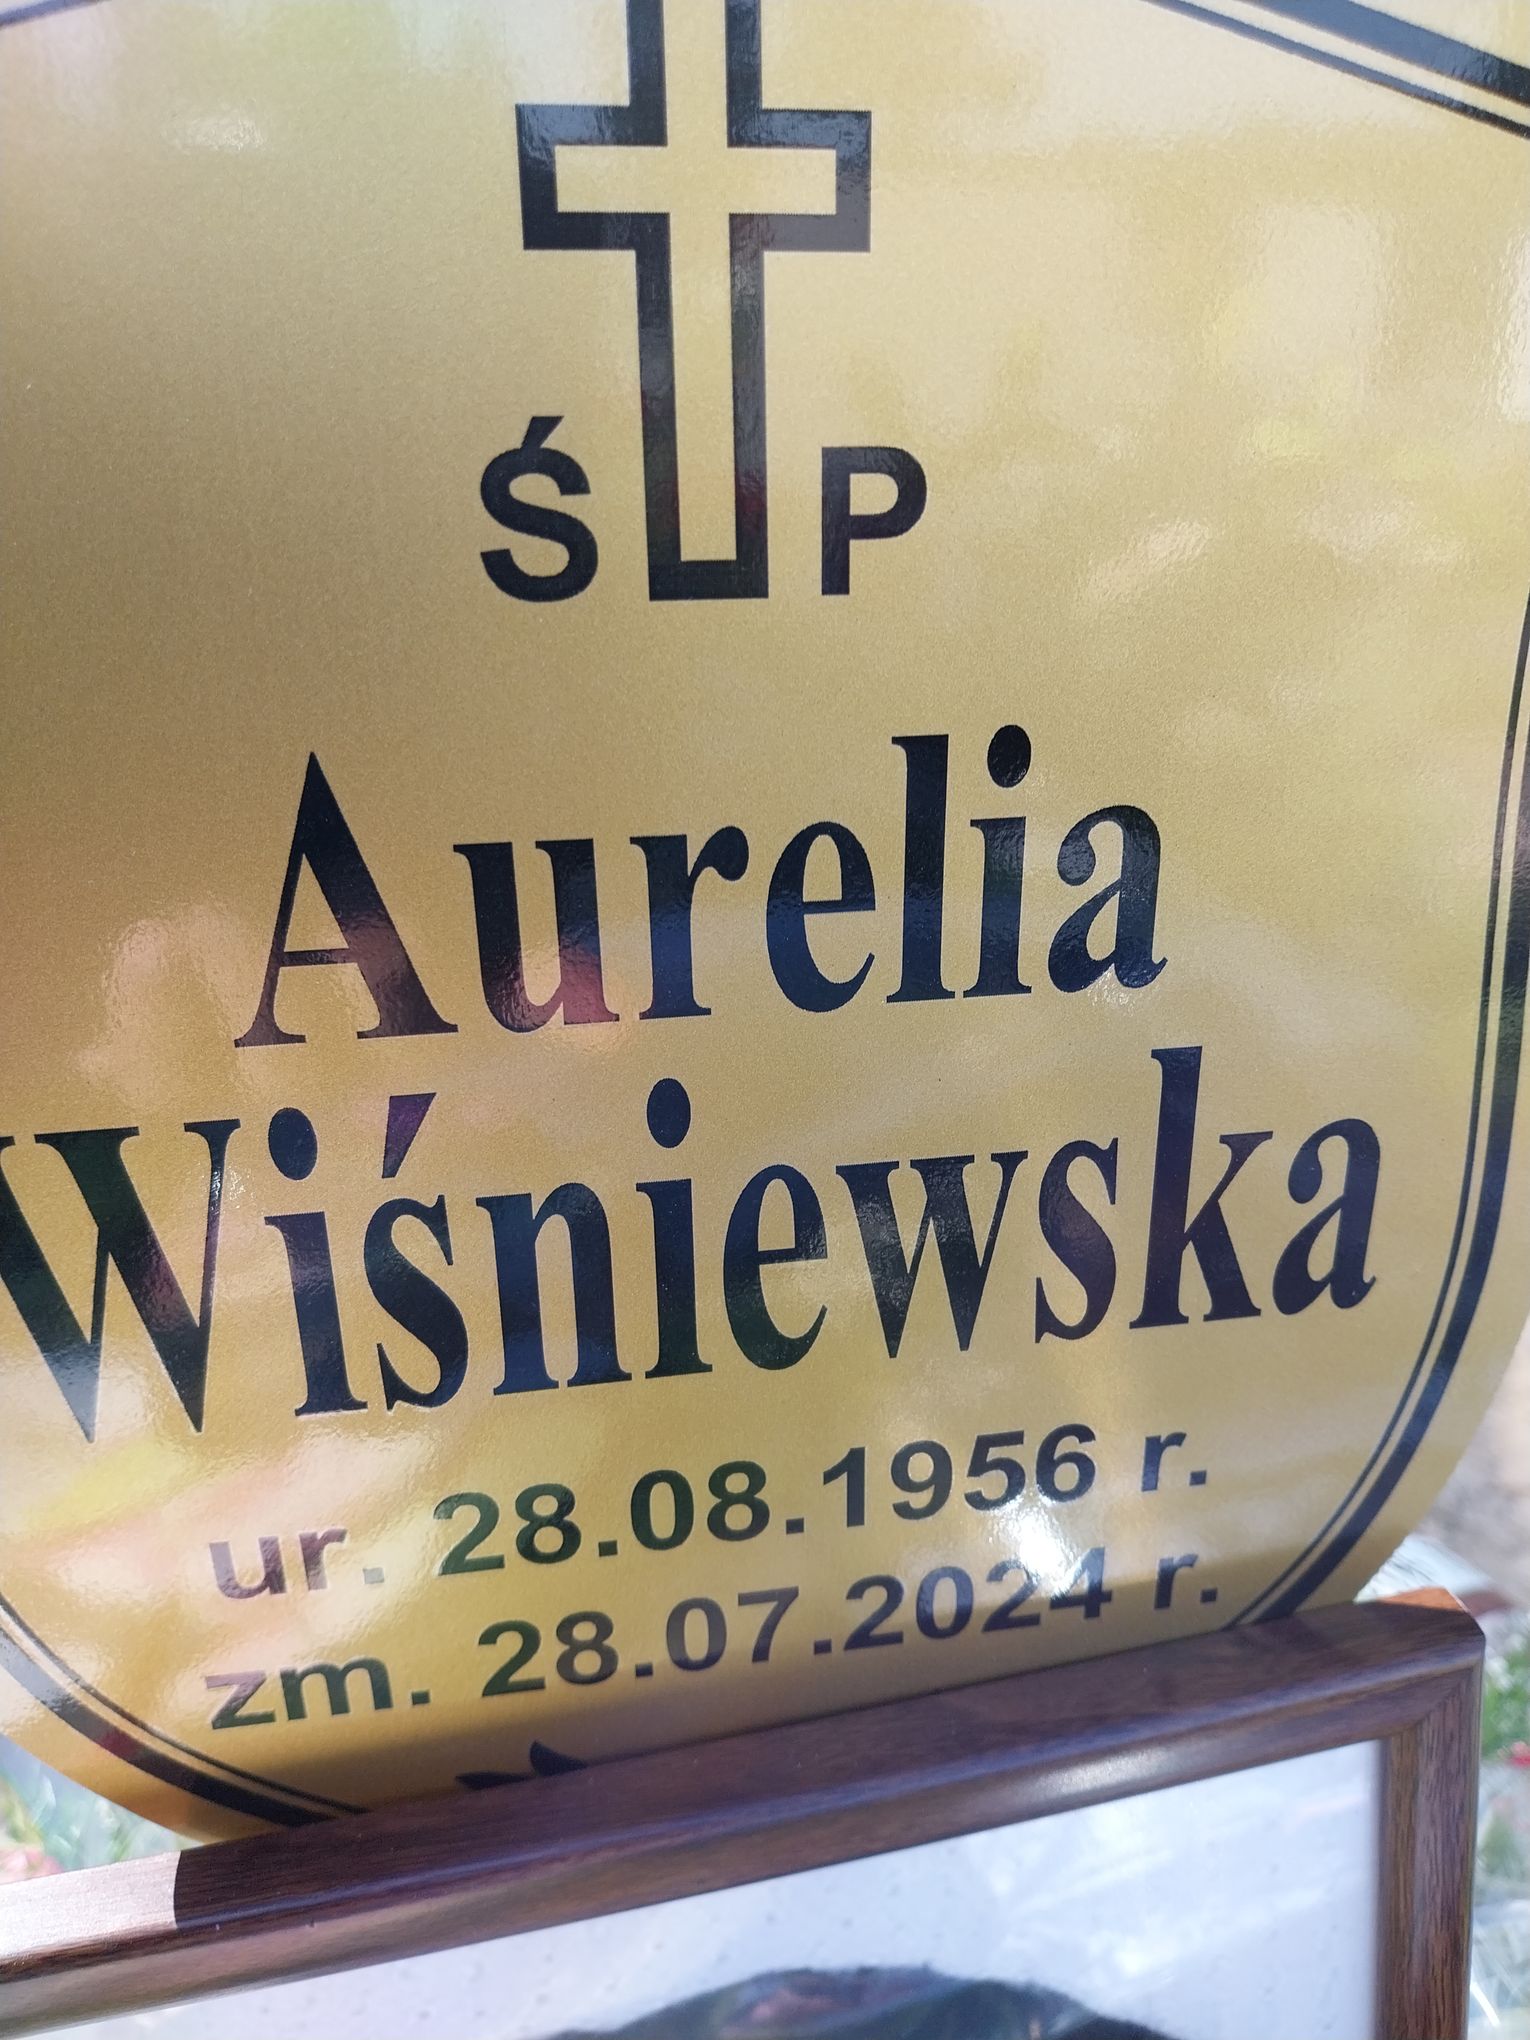 Ś P
Aurelia
Wiśniewska
ur. 28.08.1956 r.
zm. 28.07.2024 r.